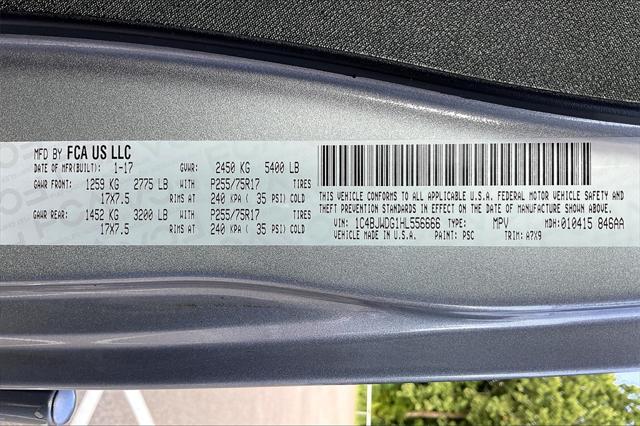 MFD BY FCA US LLC
DATE OF MFR(BUILT): 1-17 GVWR: 2450 KG 5400 LB
GAWR FRONT: 1259 KG 2775 LB WITH P255/75R17 TIRES
17X7.5 RIMS AT 240 KPA ( 35 PSI) COLD
GAWR REAR: 1452 KG 3200 LB WITH P255/75R17 TIRES
17X7.5 RIMS AT 240 KPA ( 35 PSI) COLD
THIS VEHICLE CONFORMS TO ALL APPLICABLE U.S.A. FEDERAL MOTOR VEHICLE SAFETY AND
THEFT PREVENTION STANDARDS IN EFFECT ON THE DATE OF MANUFACTURE SHOWN ABOVE.
VIN: 1C4BJWDG1HL556666 TYPE: MPV MDH:010415 846AA
VEHICLE MADE IN U.S.A. PAINT: PSC TRIM: A7X9